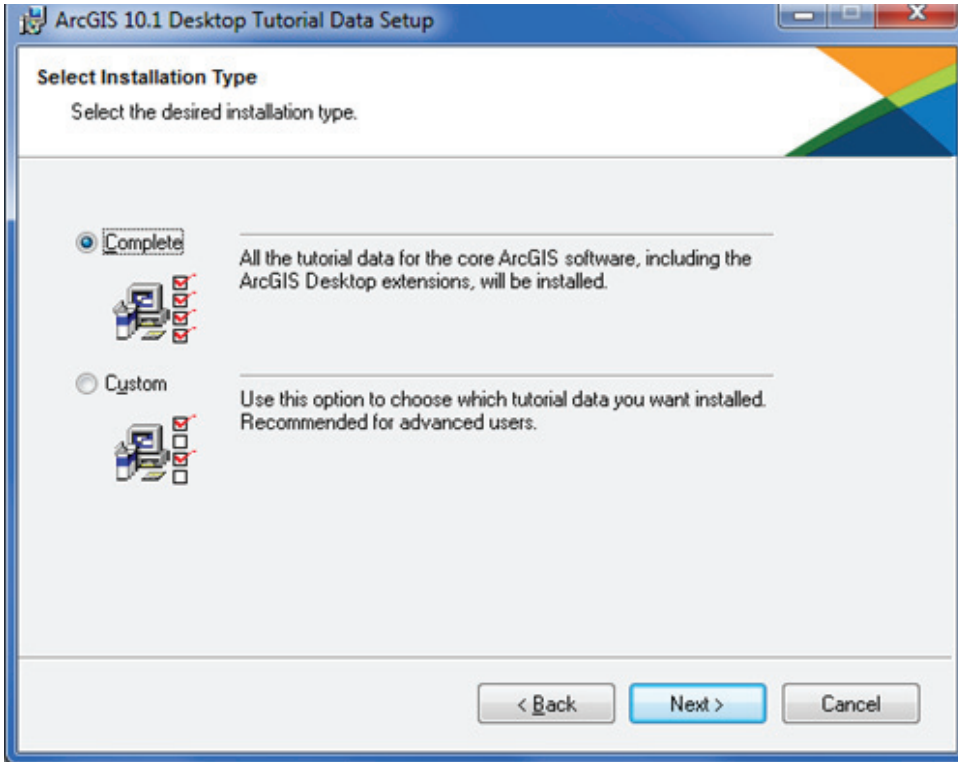 ArcGIS 10.1 Desktop Tutorial Data Setup
Select Installation Type
Select the desired installation type.
Complete
All the tutorial data for the core ArcGIS software, including the
ArcGIS Desktop extensions, will be installed.
Custom
Use this option to choose which tutorial data you want installed.
Recommended for advanced users.
< Back
Next >
Cancel